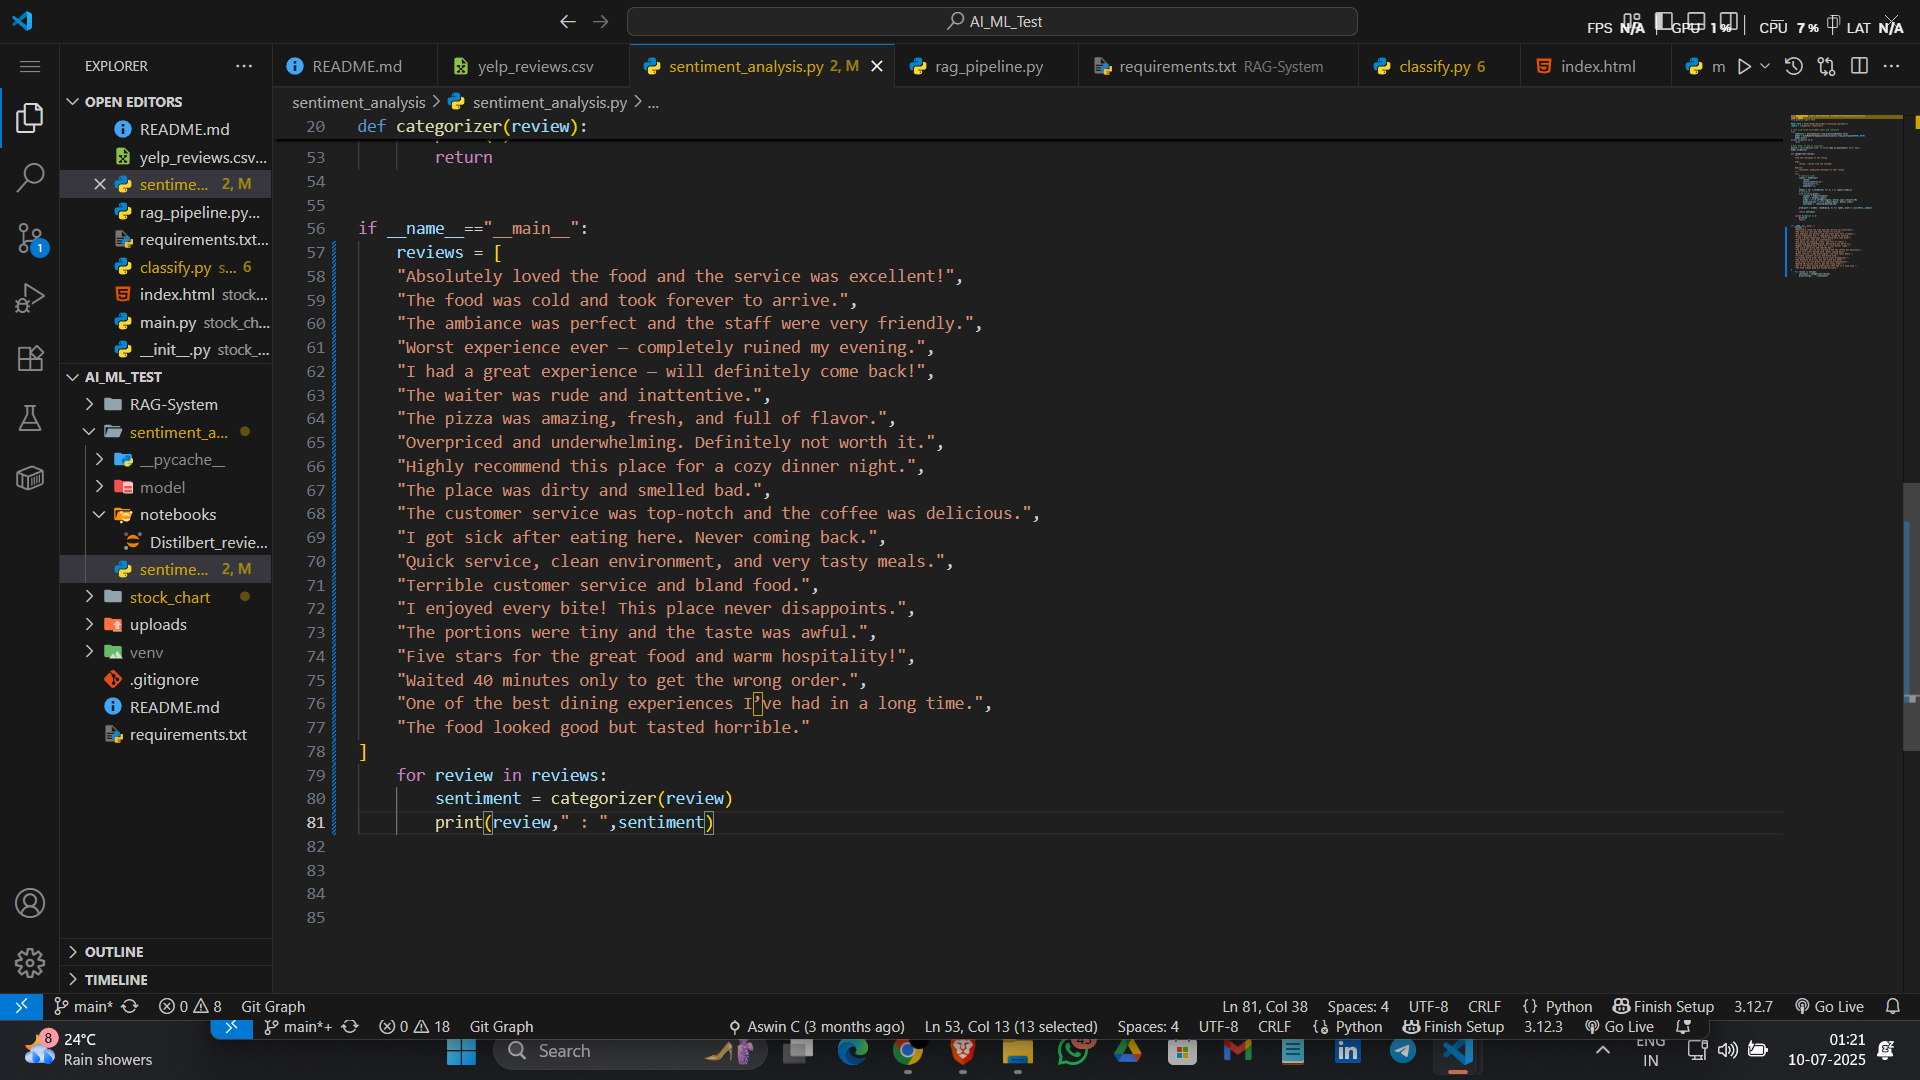 AI_ML_Test
FPS N/A GPU 1% CPU 7% LAT N/A
EXPLORER
README.md
yelp_reviews.csv
sentiment_analysis.py 2, M
rag_pipeline.py
requirements.txt RAG-System
classify.py 6
index.html
m
OPEN EDITORS
README.md
yelp_reviews.csv...
sentime... 2, M
rag_pipeline.py...
requirements.txt...
classify.py s... 6
index.html stock...
main.py stock_ch...
__init__.py stock_...
AI_ML_TEST
RAG-System
sentiment_a...
__pycache__
model
notebooks
Distilbert_revie...
sentime... 2, M
stock_chart
uploads
venv
.gitignore
README.md
requirements.txt
OUTLINE
TIMELINE
1
sentiment_analysis > sentiment_analysis.py > ...
20 def categorizer(review):
53 return
54
55
56 if __name__=="__main__":
57 reviews = [
58 "Absolutely loved the food and the service was excellent!",
59 "The food was cold and took forever to arrive.",
60 "The ambiance was perfect and the staff were very friendly.",
61 "Worst experience ever — completely ruined my evening.",
62 "I had a great experience — will definitely come back!",
63 "The waiter was rude and inattentive.",
64 "The pizza was amazing, fresh, and full of flavor.",
65 "Overpriced and underwhelming. Definitely not worth it.",
66 "Highly recommend this place for a cozy dinner night.",
67 "The place was dirty and smelled bad.",
68 "The customer service was top-notch and the coffee was delicious.",
69 "I got sick after eating here. Never coming back.",
70 "Quick service, clean environment, and very tasty meals.",
71 "Terrible customer service and bland food.",
72 "I enjoyed every bite! This place never disappoints.",
73 "The portions were tiny and the taste was awful.",
74 "Five stars for the great food and warm hospitality!",
75 "Waited 40 minutes only to get the wrong order.",
76 "One of the best dining experiences I’ve had in a long time.",
77 "The food looked good but tasted horrible."
78 ]
79 for review in reviews:
80 sentiment = categorizer(review)
81 print(review," : ",sentiment)
82
83
84
85
main* 0 8 Git Graph Ln 81, Col 38 Spaces: 4 UTF-8 CRLF {} Python Finish Setup 3.12.7 Go Live
main*+ 0 18 Git Graph Aswin C (3 months ago) Ln 53, Col 13 (13 selected) Spaces: 4 UTF-8 CRLF Python Finish Setup 3.12.3 Go Live
8 24°C
Rain showers
Search
ENG
IN
01:21
10-07-2025